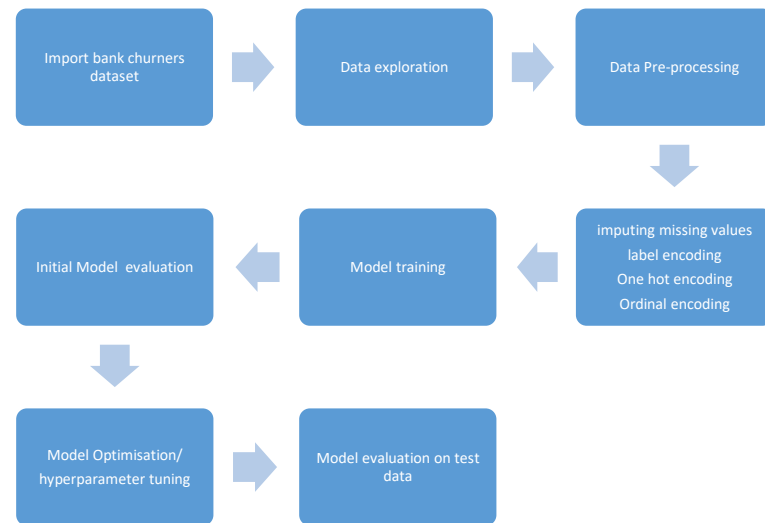 Import bank churners
dataset
Data exploration
Data Pre-processing
imputing missing values
label encoding
One hot encoding
Ordinal encoding
Model training
Initial Model evaluation
Model Optimisation/
hyperparameter tuning
Model evaluation on test
data